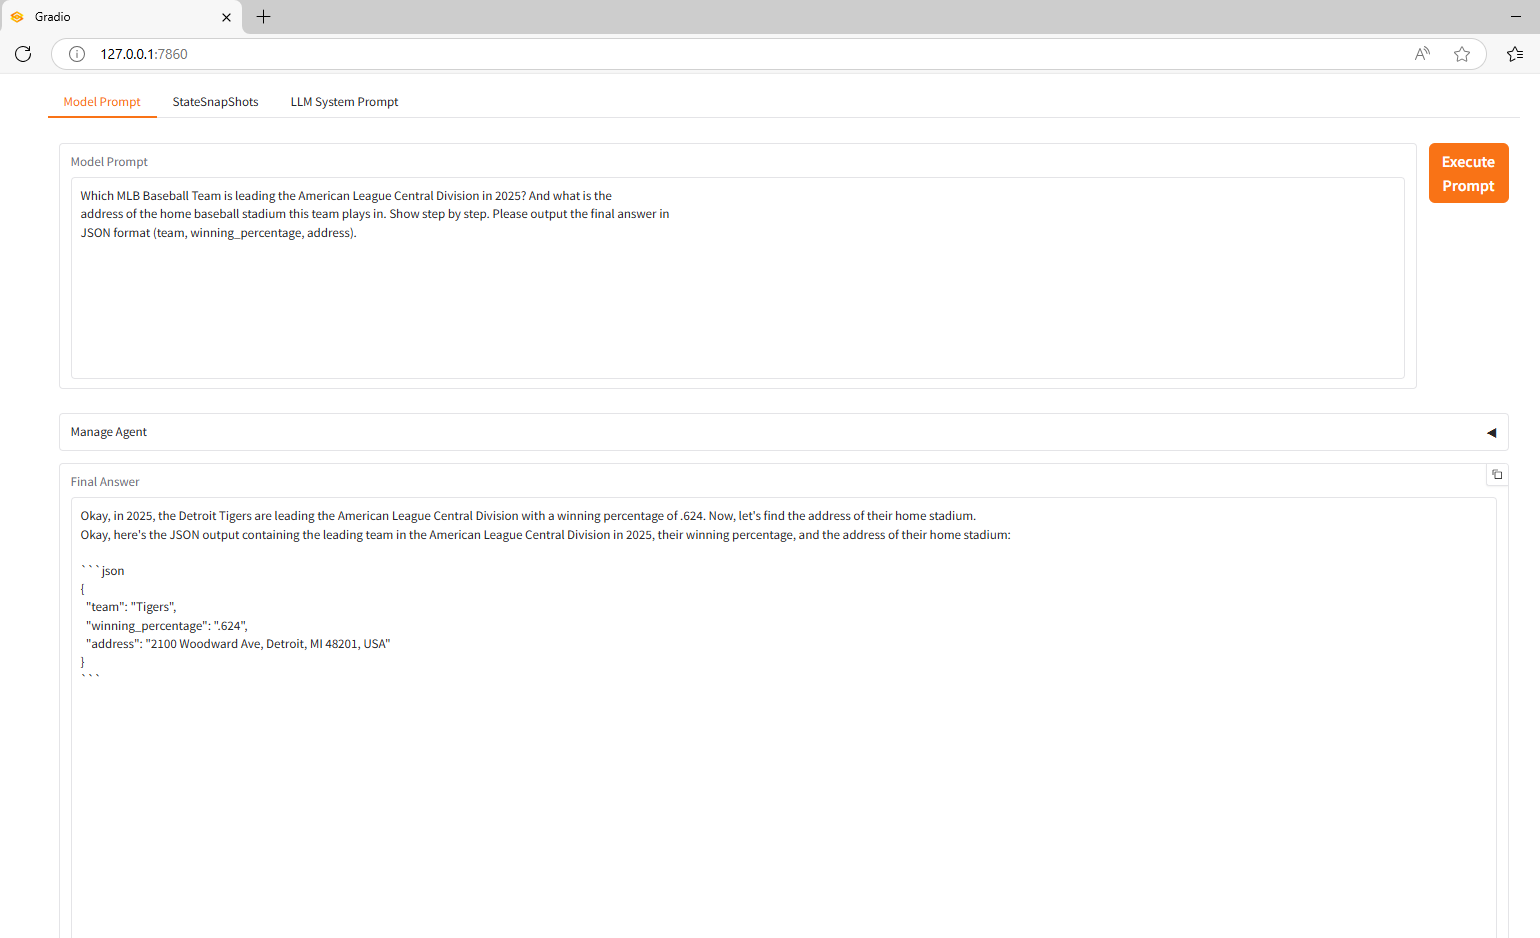 Gradio
127.0.0.1:7860
Model Prompt
StateSnapShots
LLM System Prompt
Model Prompt
Execute
Prompt
Which MLB Baseball Team is leading the American League Central Division in 2025? And what is the
address of the home baseball stadium this team plays in. Show step by step. Please output the final answer in
JSON format (team, winning_percentage, address).
Manage Agent
Final Answer
Okay, in 2025, the Detroit Tigers are leading the American League Central Division with a winning percentage of .624. Now, let's find the address of their home stadium.
Okay, here's the JSON output containing the leading team in the American League Central Division in 2025, their winning percentage, and the address of their home stadium:
```json
{
"team": "Tigers",
"winning_percentage": ".624",
"address": "2100 Woodward Ave, Detroit, MI 48201, USA"
}
```